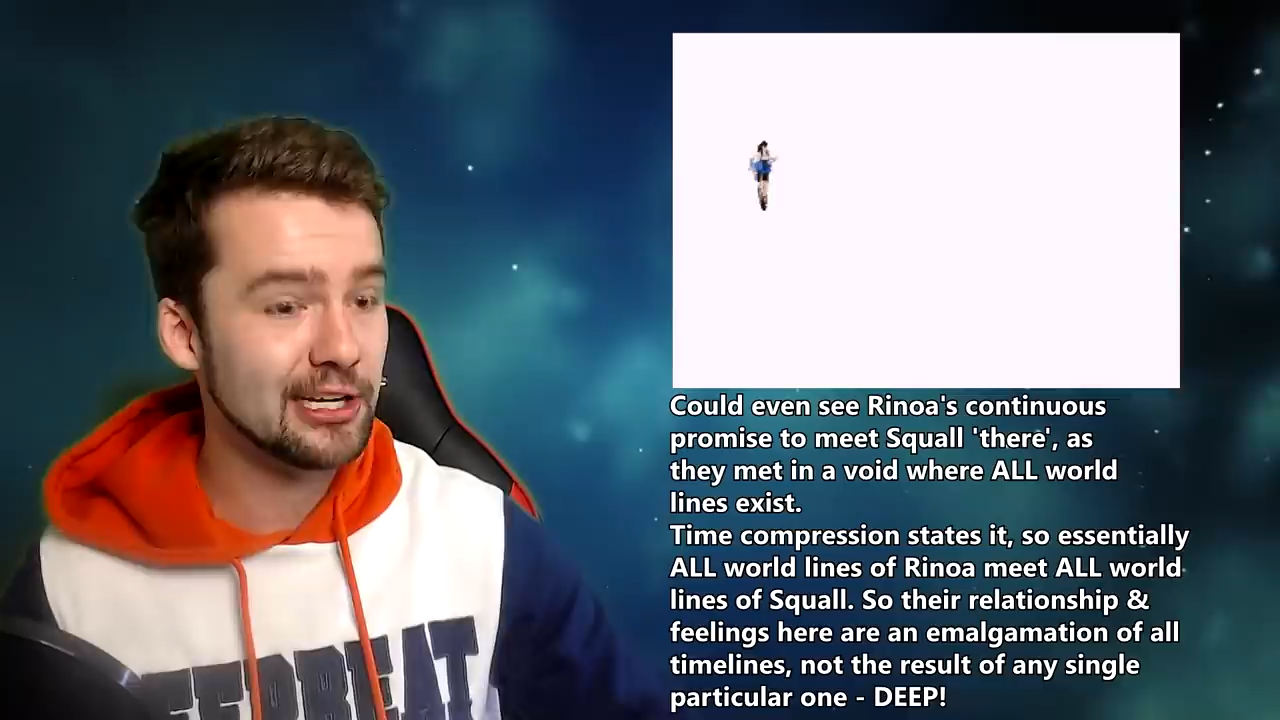 Could even see Rinoa's continuous
promise to meet Squall 'there', as
they met in a void where ALL world
lines exist.
Time compression states it, so essentially
ALL world lines of Rinoa meet ALL world
lines of Squall. So their relationship &
feelings here are an emalgamation of all
timelines, not the result of any single
particular one - DEEP!